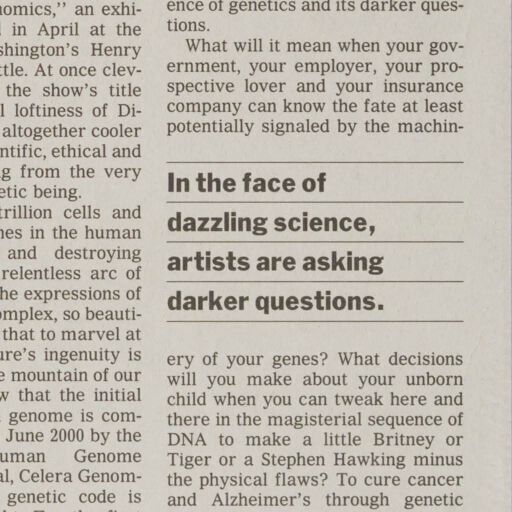 nomics,” an exhi-
in April at the
shington’s Henry
ttle. At once clev-
the show’s title
l loftiness of Di-
altogether cooler
ntific, ethical and
g from the very
etic being.
trillion cells and
nes in the human
and destroying
relentless arc of
he expressions of
omplex, so beauti-
that to marvel at
ure’s ingenuity is
e mountain of our
w that the initial
genome is com-
June 2000 by the
uman Genome
al, Celera Genom-
genetic code is
ence of genetics and its darker ques-
tions.
What will it mean when your gov-
ernment, your employer, your pro-
spective lover and your insurance
company can know the fate at least
potentially signaled by the machin-
In the face of
dazzling science,
artists are asking
darker questions.
ery of your genes? What decisions
will you make about your unborn
child when you can tweak here and
there in the magisterial sequence of
DNA to make a little Britney or
Tiger or a Stephen Hawking minus
the physical flaws? To cure cancer
and Alzheimer’s through genetic